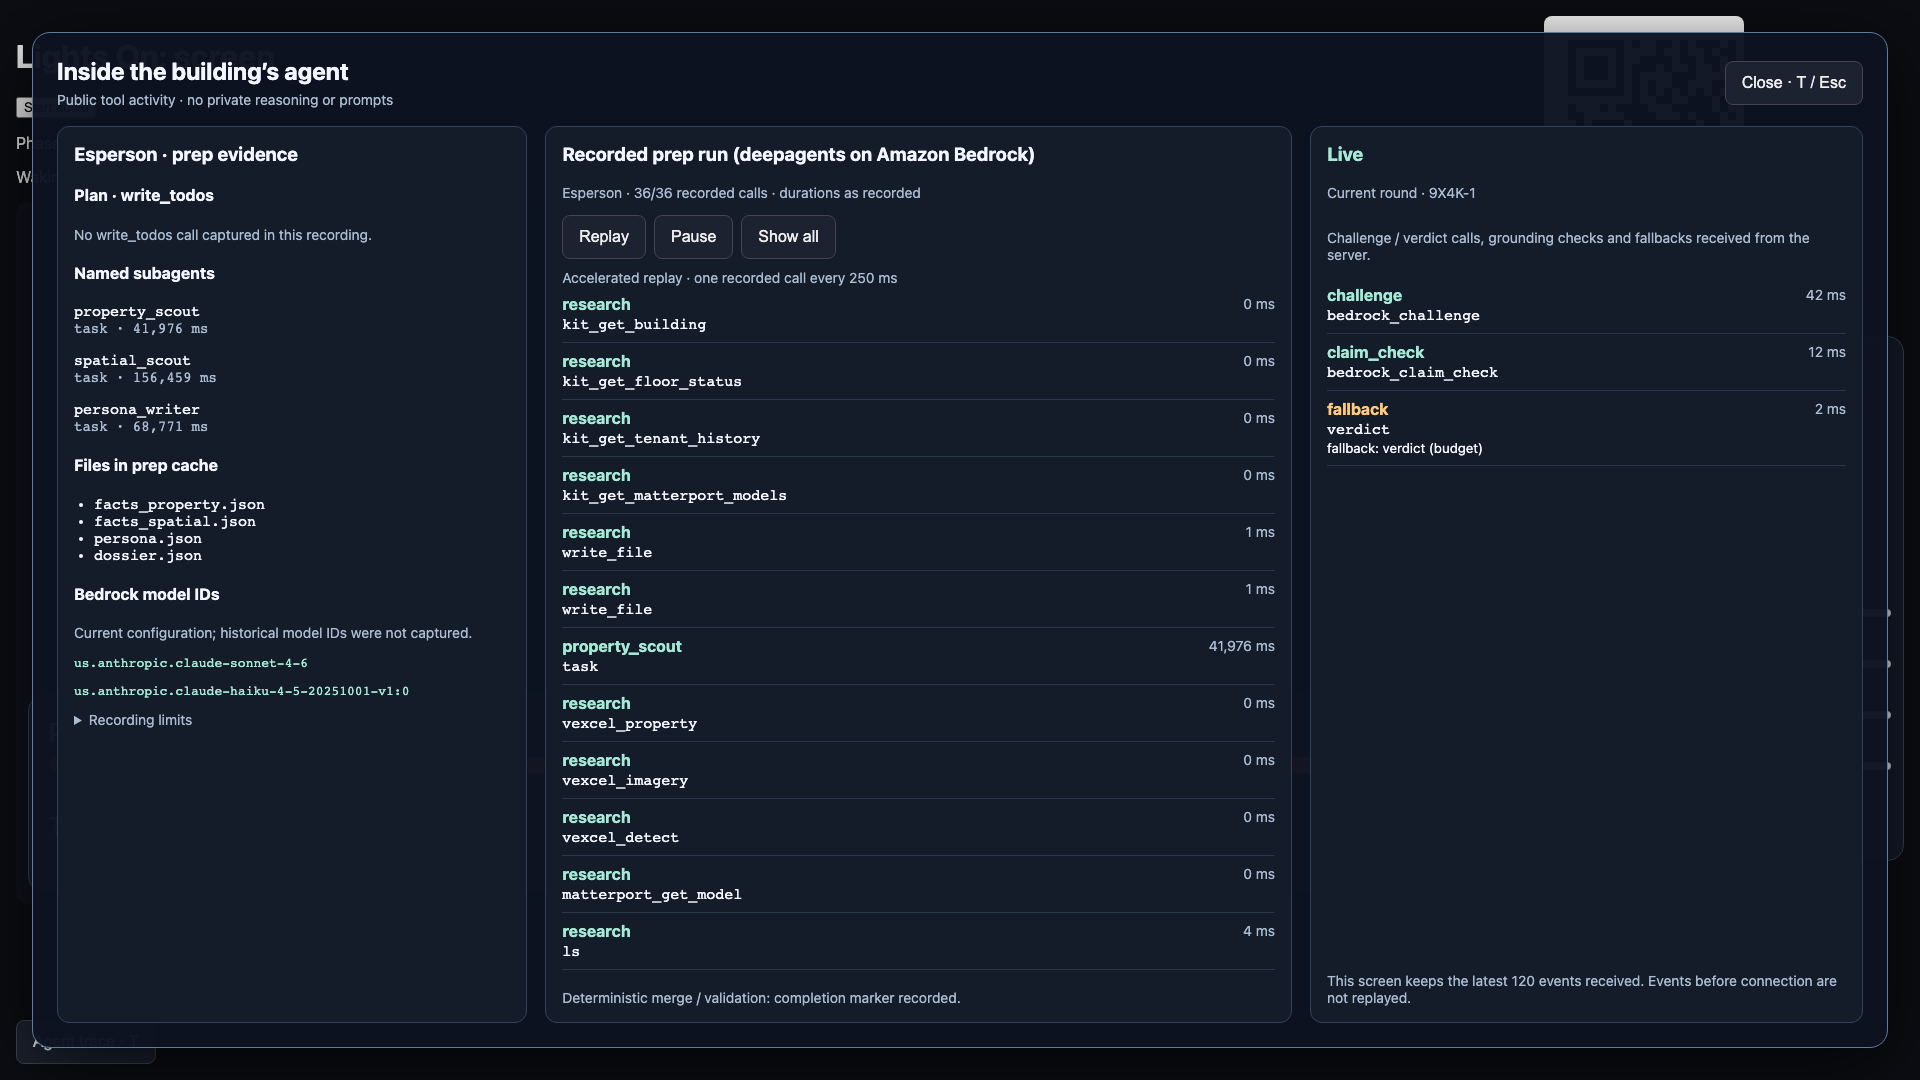 Inside the building's agent
Public tool activity · no private reasoning or prompts
Close · T / Esc
Esperson · prep evidence
Plan · write_todos
No write_todos call captured in this recording.
Named subagents
property_scout
task · 41,976 ms
spatial_scout
task · 156,459 ms
persona_writer
task · 68,771 ms
Files in prep cache
• facts_property.json
• facts_spatial.json
• persona.json
• dossier.json
Bedrock model IDs
Current configuration; historical model IDs were not captured.
us.anthropic.claude-sonnet-4-6
us.anthropic.claude-haiku-4-5-20251001-v1:0
▶ Recording limits
Recorded prep run (deepagents on Amazon Bedrock)
Esperson · 36/36 recorded calls · durations as recorded
Replay Pause Show all
Accelerated replay · one recorded call every 250 ms
research 0 ms
kit_get_building
research 0 ms
kit_get_floor_status
research 0 ms
kit_get_tenant_history
research 0 ms
kit_get_matterport_models
research 1 ms
write_file
research 1 ms
write_file
property_scout 41,976 ms
task
research 0 ms
vexcel_property
research 0 ms
vexcel_imagery
research 0 ms
vexcel_detect
research 0 ms
matterport_get_model
research 4 ms
ls
Deterministic merge / validation: completion marker recorded.
Live
Current round · 9X4K-1
Challenge / verdict calls, grounding checks and fallbacks received from the
server.
challenge 42 ms
bedrock_challenge
claim_check 12 ms
bedrock_claim_check
fallback 2 ms
verdict
fallback: verdict (budget)
This screen keeps the latest 120 events received. Events before connection are
not replayed.
Agent trace · T